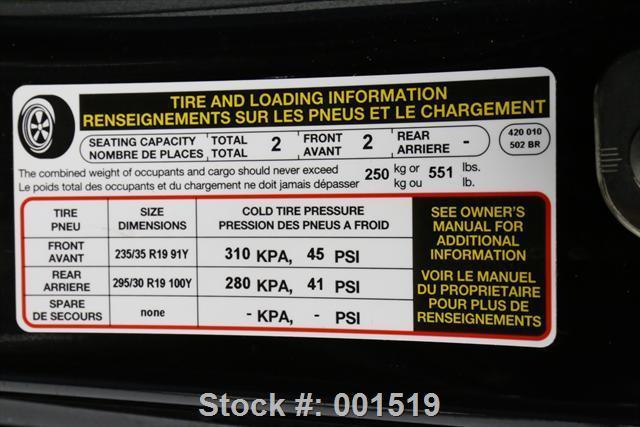 TIRE AND LOADING INFORMATION
RENSEIGNEMENTS SUR LES PNEUS ET LE CHARGEMENT
SEATING CAPACITY TOTAL 2 FRONT 2 REAR -
NOMBRE DE PLACES TOTAL AVANT ARRIERE
420 010
502 BR
The combined weight of occupants and cargo should never exceed 250 kg or 551 lbs.
Le poids total des occupants et du chargement ne doit jamais dépasser kg ou lb.
TIRE SIZE COLD TIRE PRESSURE
PNEU DIMENSIONS PRESSION DES PNEUS A FROID
FRONT
AVANT 235/35 R19 91Y 310 KPA, 45 PSI
REAR
ARRIERE 295/30 R19 100Y 280 KPA, 41 PSI
SPARE
DE SECOURS none - KPA, - PSI
SEE OWNER'S
MANUAL FOR
ADDITIONAL
INFORMATION
VOIR LE MANUEL
DU PROPRIETAIRE
POUR PLUS DE
RENSEIGNEMENTS
Stock #: 001519